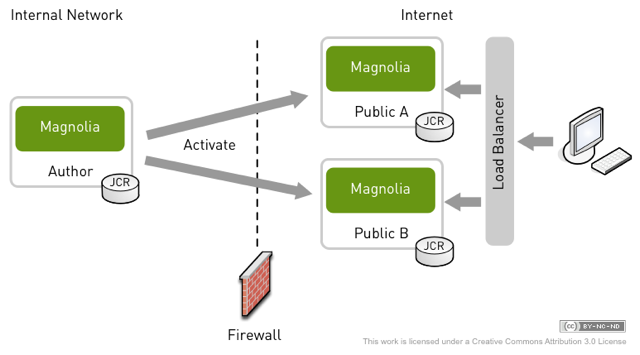 Internal Network
Internet
Magnolia
Author
JCR
Activate
Magnolia
Public A
JCR
Magnolia
Public B
JCR
Load Balancer
Firewall
(cc) BY-NC-ND
This work is licensed under a Creative Commons Attribution 3.0 License